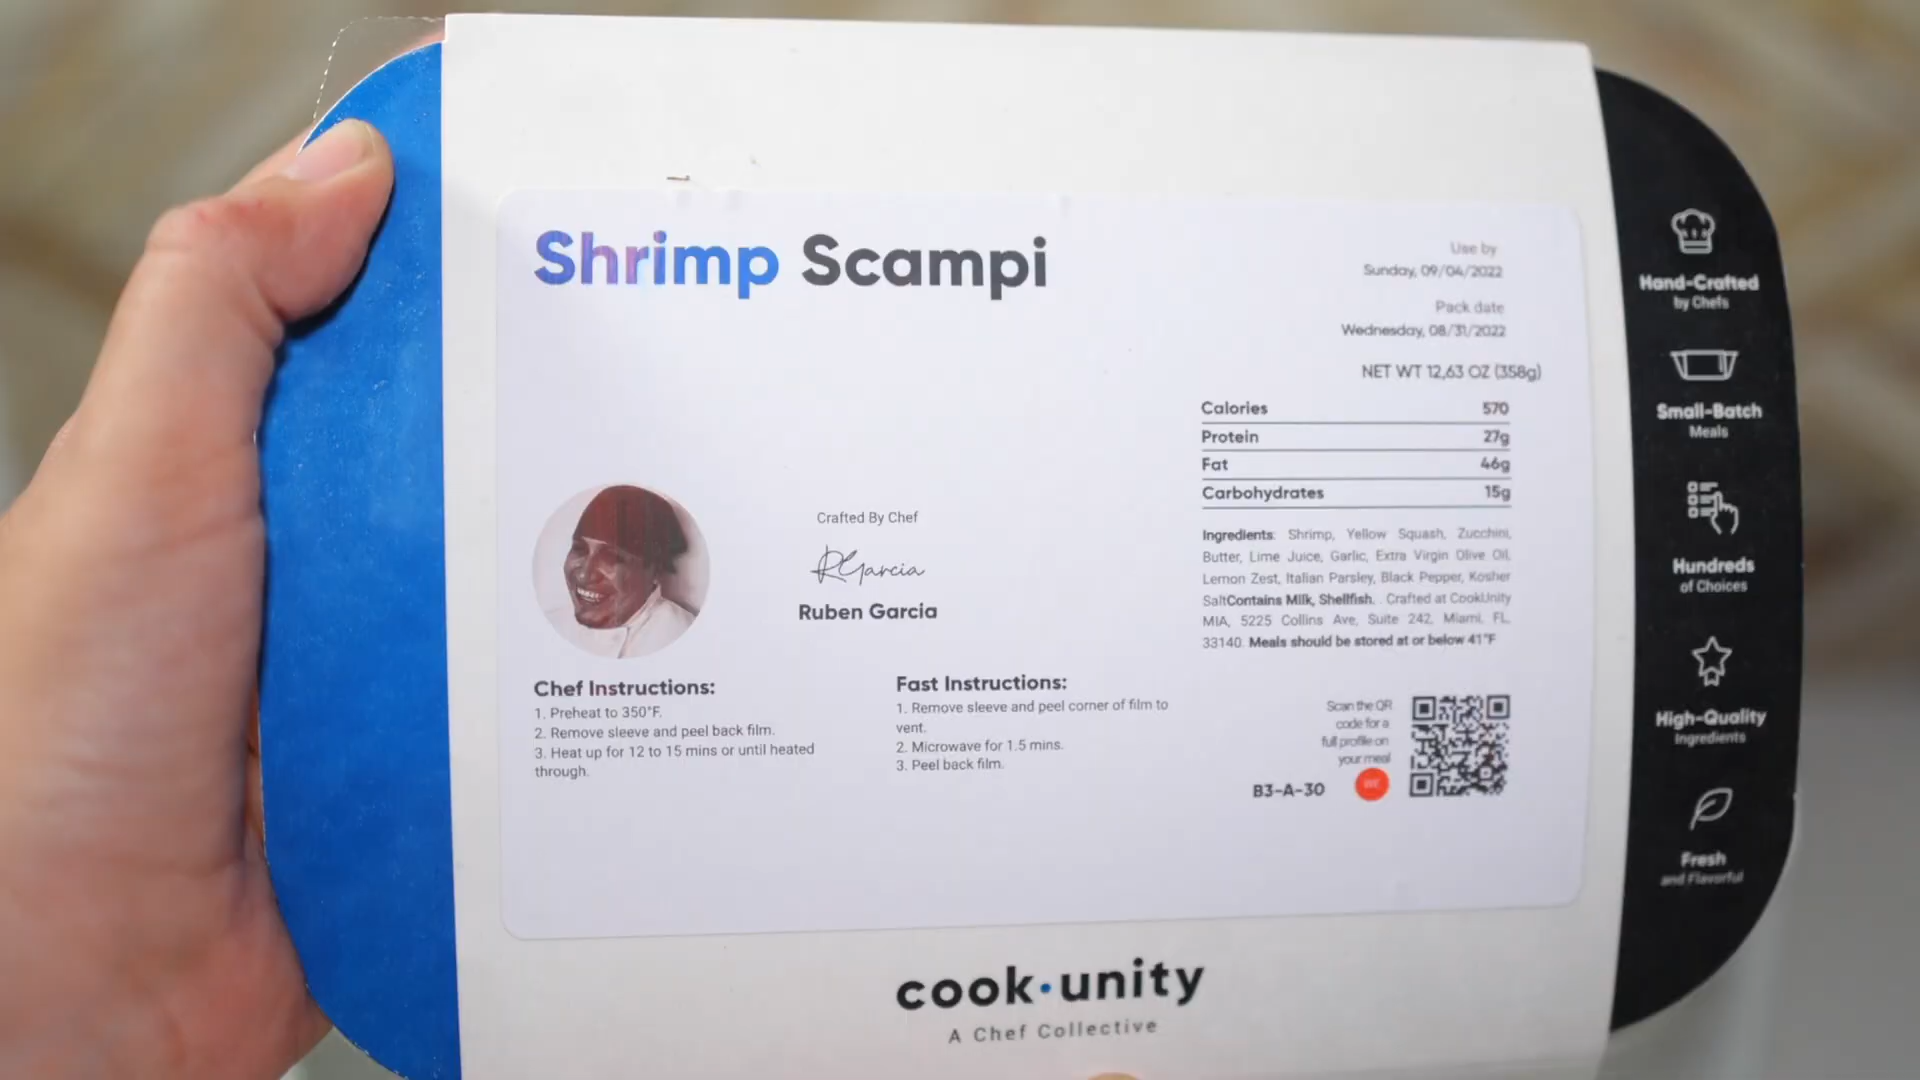 Shrimp Scampi
Use by
Sunday, 09/04/2022
Pack date
Wednesday, 08/31/2022
NET WT 12,63 OZ (358g)
Calories 570
Protein 27g
Fat 46g
Carbohydrates 15g
Ingredients: Shrimp, Yellow Squash, Zucchini,
Butter, Lime Juice, Garlic, Extra Virgin Olive Oil,
Lemon Zest, Italian Parsley, Black Pepper, Kosher
SaltContains Milk, Shellfish. . Crafted at CookUnity
MIA, 5225 Collins Ave, Suite 242, Miami, FL,
33140. Meals should be stored at or below 41°F
Crafted By Chef
RGarcia
Ruben Garcia
Chef Instructions:
1. Preheat to 350°F.
2. Remove sleeve and peel back film.
3. Heat up for 12 to 15 mins or until heated
through.
Fast Instructions:
1. Remove sleeve and peel corner of film to
vent.
2. Microwave for 1.5 mins.
3. Peel back film.
Scan the QR
code for a
full profile on
your meal
B3-A-30
cook·unity
A Chef Collective
Hand-Crafted
by Chefs
Small-Batch
Meals
Hundreds
of Choices
High-Quality
Ingredients
Fresh
and Flavorful